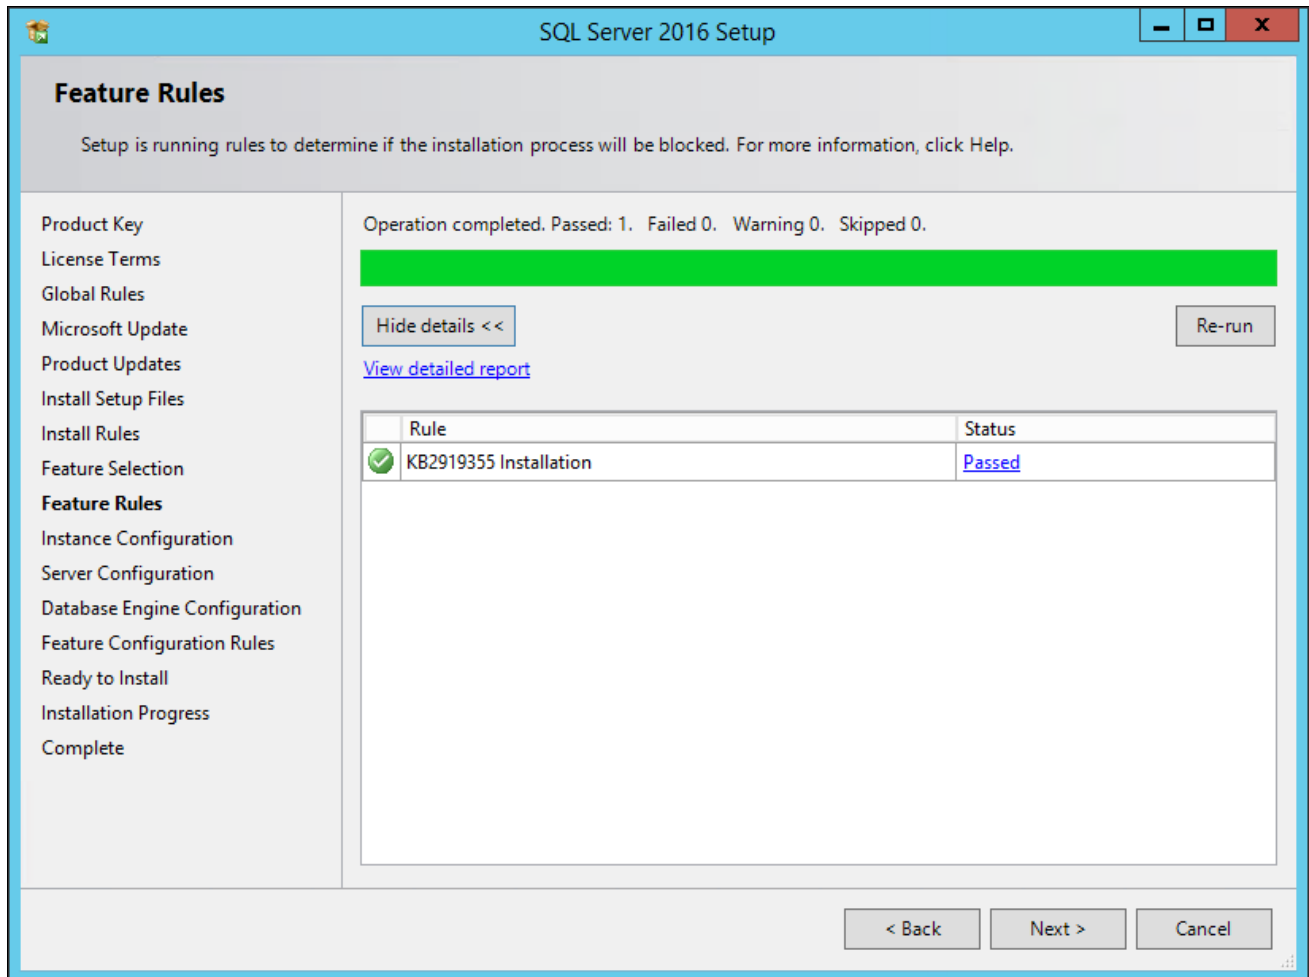 SQL Server 2016 Setup
Feature Rules
Setup is running rules to determine if the installation process will be blocked. For more information, click Help.
Product Key
License Terms
Global Rules
Microsoft Update
Product Updates
Install Setup Files
Install Rules
Feature Selection
Feature Rules
Instance Configuration
Server Configuration
Database Engine Configuration
Feature Configuration Rules
Ready to Install
Installation Progress
Complete
Operation completed. Passed: 1. Failed 0. Warning 0. Skipped 0.
Hide details << Re-run
View detailed report
Rule Status
KB2919355 Installation Passed
< Back Next > Cancel